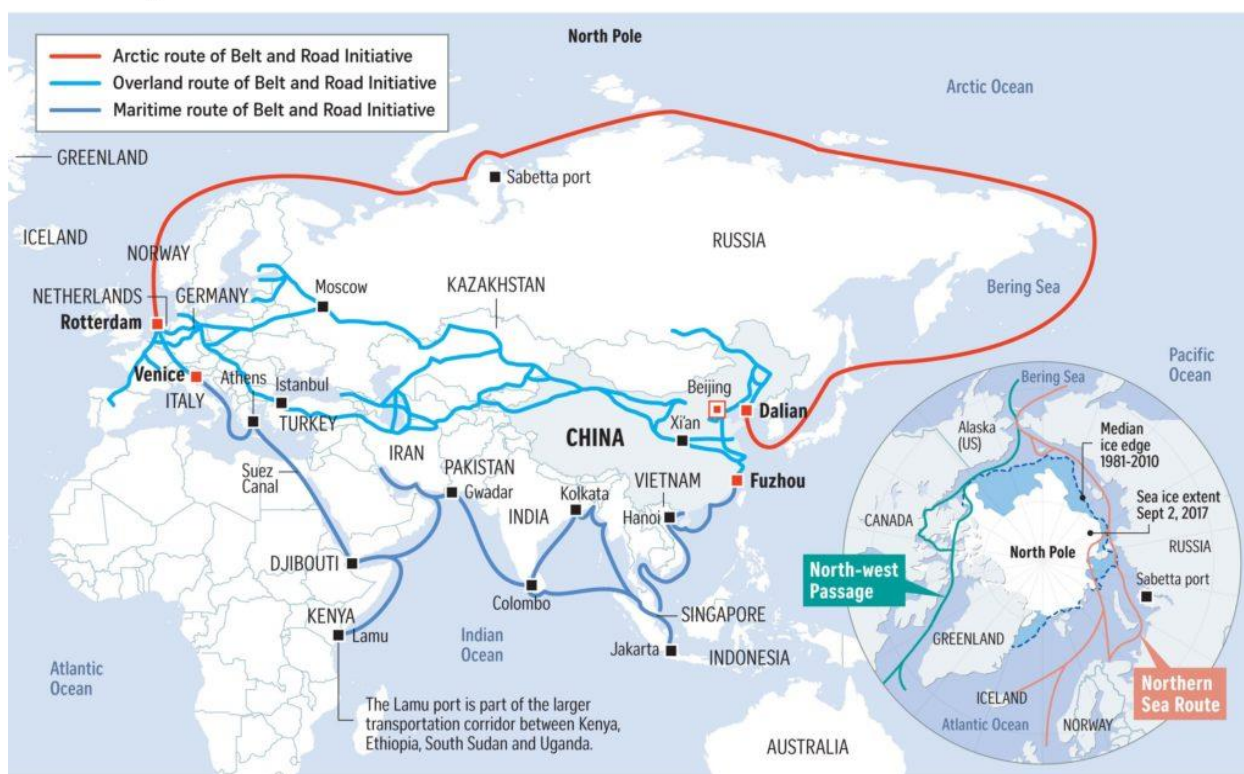 Arctic route of Belt and Road Initiative
Overland route of Belt and Road Initiative
Maritime route of Belt and Road Initiative
North Pole
Arctic Ocean
GREENLAND
Sabetta port
ICELAND
NORWAY
RUSSIA
Bering Sea
NETHERLANDS
GERMANY
Moscow
KAZAKHSTAN
Rotterdam
Pacific
Ocean
Venice
ITALY
Athens
Istanbul
TURKEY
Beijing
Dalian
Xi'an
CHINA
IRAN
PAKISTAN
Gwadar
Suez
Canal
Kolkata
INDIA
VIETNAM
Hanoi
Fuzhou
DJIBOUTI
KENYA
Lamu
Colombo
SINGAPORE
Indian
Ocean
Jakarta
INDONESIA
Atlantic
Ocean
The Lamu port is part of the larger
transportation corridor between Kenya,
Ethiopia, South Sudan and Uganda.
AUSTRALIA
Bering Sea
Alaska
(US)
Median
ice edge
1981-2010
Sea ice extent
Sept 2, 2017
CANADA
North Pole
RUSSIA
North-west
Passage
Sabetta port
GREENLAND
ICELAND
Northern
Sea Route
Atlantic Ocean
NORWAY